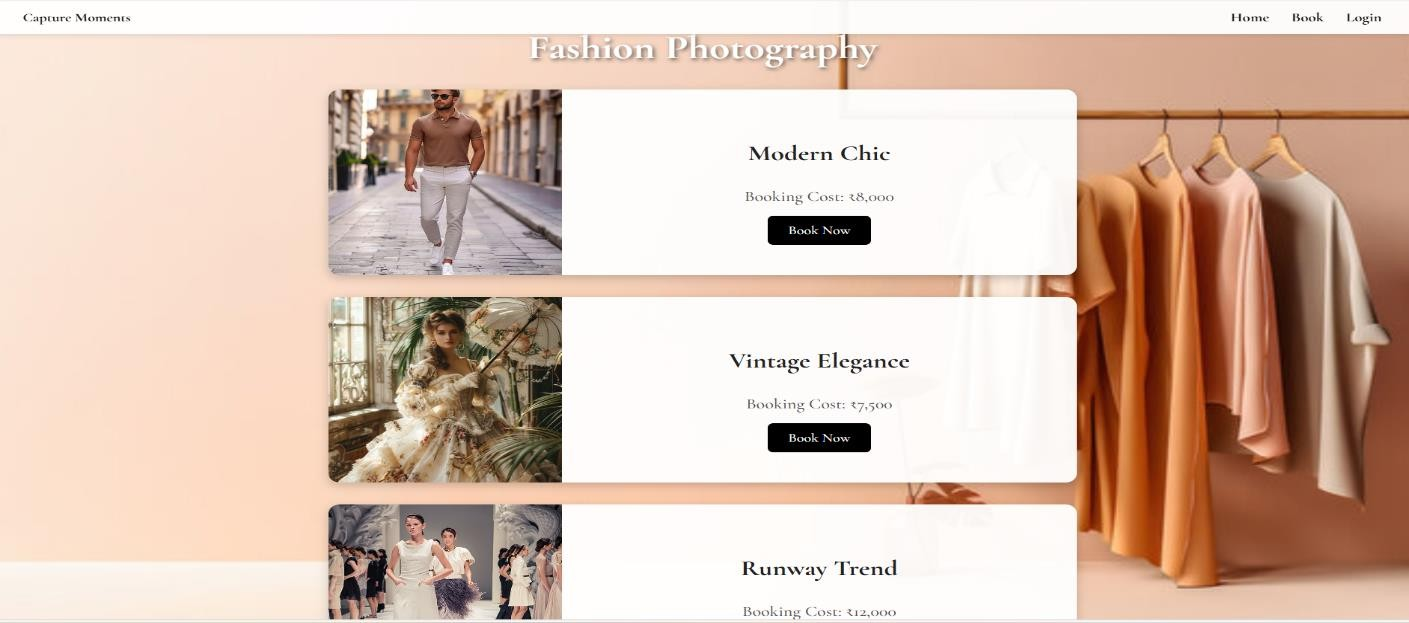 Capture Moments
Home Book Login
Fashion Photography
Modern Chic
Booking Cost: ₹8,000
Book Now
Vintage Elegance
Booking Cost: ₹7,500
Book Now
Runway Trend
Booking Cost: ₹12,000